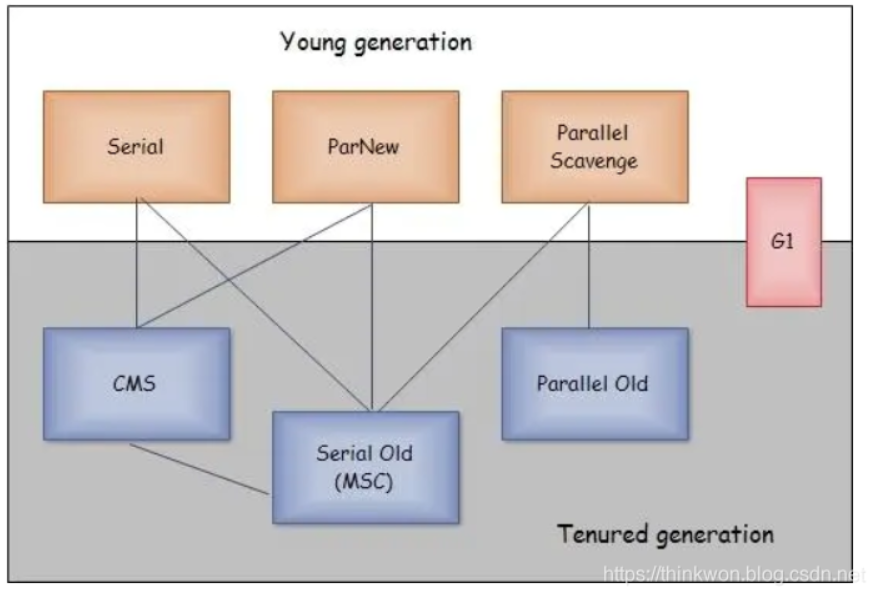 Young generation
Serial
ParNew
Parallel
Scavenge
G1
CMS
Parallel Old
Serial Old
(MSC)
Tenured generation
https://thinkwon.blog.csdn.net